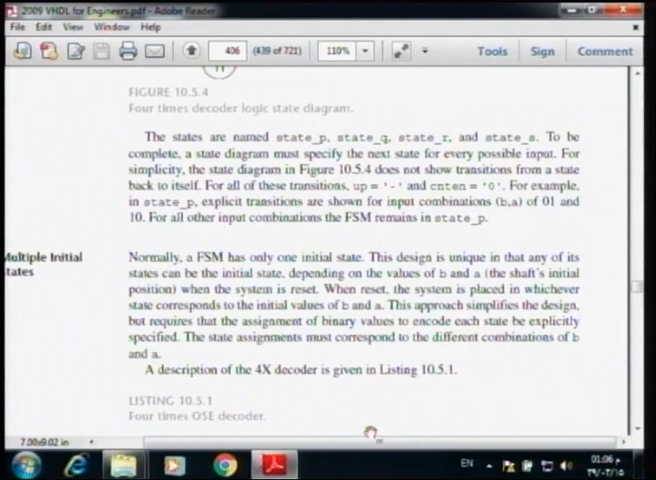 2009 VHDL for Engineers.pdf - Adobe Reader
File Edit View Window Help
406 (439 of 721) 110% Tools Sign Comment
11
FIGURE 10.5.4
Four times decoder logic state diagram.
The states are named state_p, state_q, state_r, and state_s. To be
complete, a state diagram must specify the next state for every possible input. For
simplicity, the state diagram in Figure 10.5.4 does not show transitions from a state
back to itself. For all of these transitions, up = '-' and cnten = '0'. For example,
in state_p, explicit transitions are shown for input combinations (b,a) of 01 and
10. For all other input combinations the FSM remains in state_p.
Multiple Initial
tates
Normally, a FSM has only one initial state. This design is unique in that any of its
states can be the initial state, depending on the values of b and a (the shaft's initial
position) when the system is reset. When reset, the system is placed in whichever
state corresponds to the initial values of b and a. This approach simplifies the design,
but requires that the assignment of binary values to encode each state be explicitly
specified. The state assignments must correspond to the different combinations of b
and a.
A description of the 4X decoder is given in Listing 10.5.1.
LISTING 10.5.1
Four times OSE decoder.
7.00x9.02 in
EN 01:06 م